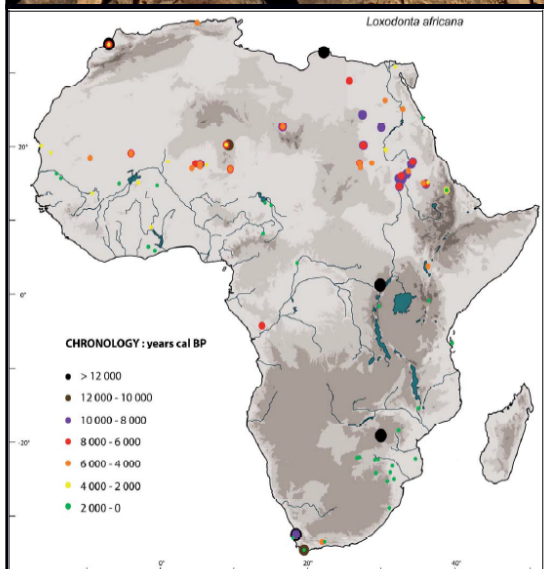 Loxodonta africana
20°
0°
CHRONOLOGY : years cal BP
> 12 000
12 000 - 10 000
10 000 - 8 000
8 000 - 6 000
6 000 - 4 000
4 000 - 2 000
2 000 - 0
-20°
0° 20° 40°